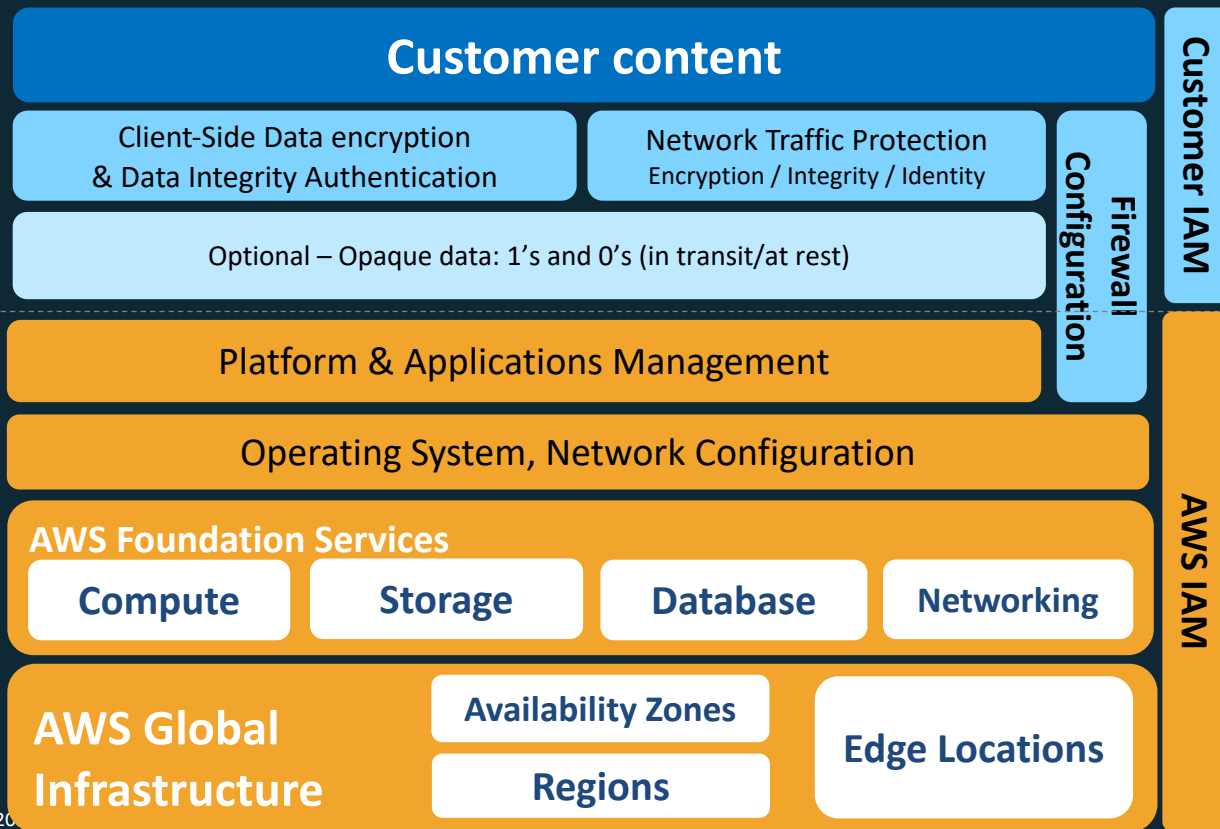 Customer content
Customer IAM
Client-Side Data encryption
& Data Integrity Authentication
Network Traffic Protection
Encryption / Integrity / Identity
Firewall
Configuration
Optional – Opaque data: 1’s and 0’s (in transit/at rest)
Platform & Applications Management
Operating System, Network Configuration
AWS IAM
AWS Foundation Services
Compute
Storage
Database
Networking
AWS Global
Infrastructure
Availability Zones
Regions
Edge Locations